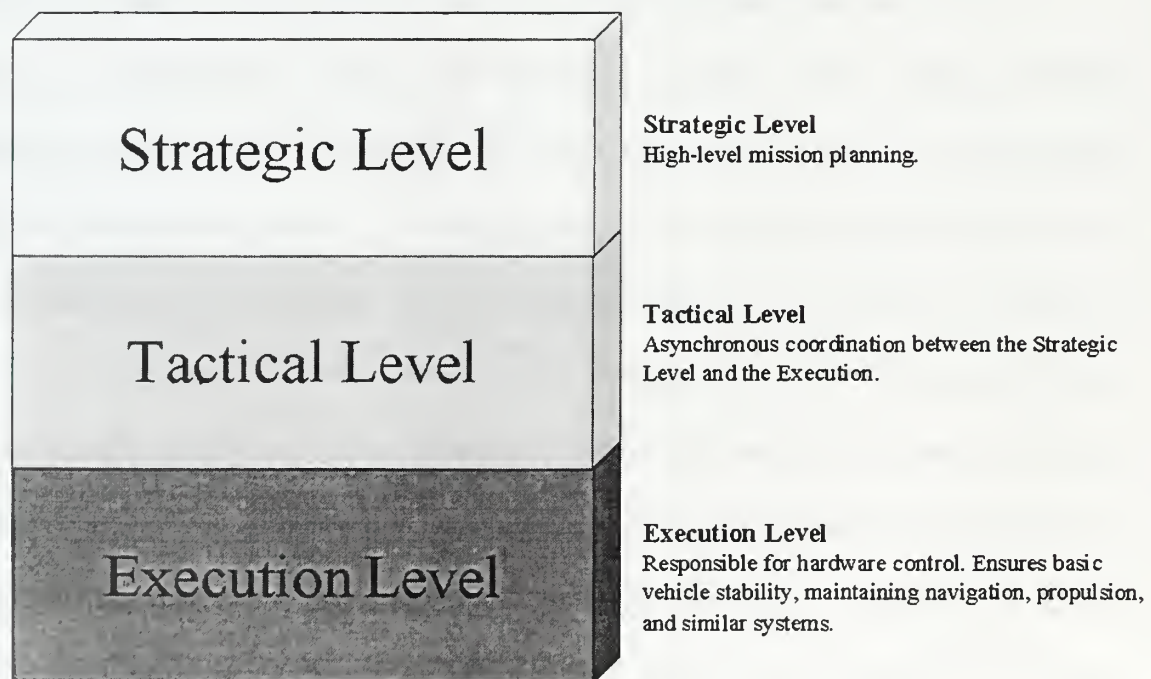 Strategic Level
Strategic Level
High-level mission planning.
Tactical Level
Tactical Level
Asynchronous coordination between the Strategic
Level and the Execution.
Execution Level
Execution Level
Responsible for hardware control. Ensures basic
vehicle stability, maintaining navigation, propulsion,
and similar systems.